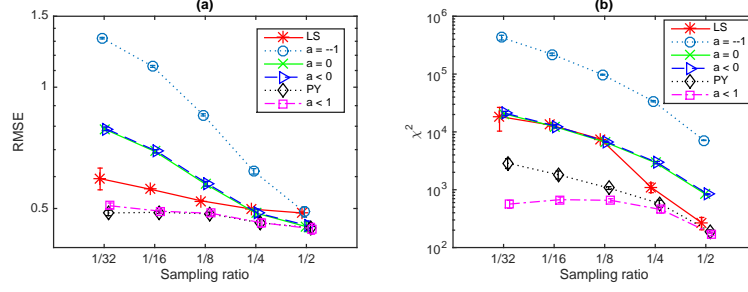 (a)
1.5
1
0.5
RMSE
1/32 1/16 1/8 1/4 1/2
Sampling ratio
LS
a = --1
a = 0
a < 0
PY
a < 1
(b)
10^6
10^5
10^4
10^3
10^2
χ^2
1/32 1/16 1/8 1/4 1/2
Sampling ratio
LS
a = --1
a = 0
a < 0
PY
a < 1